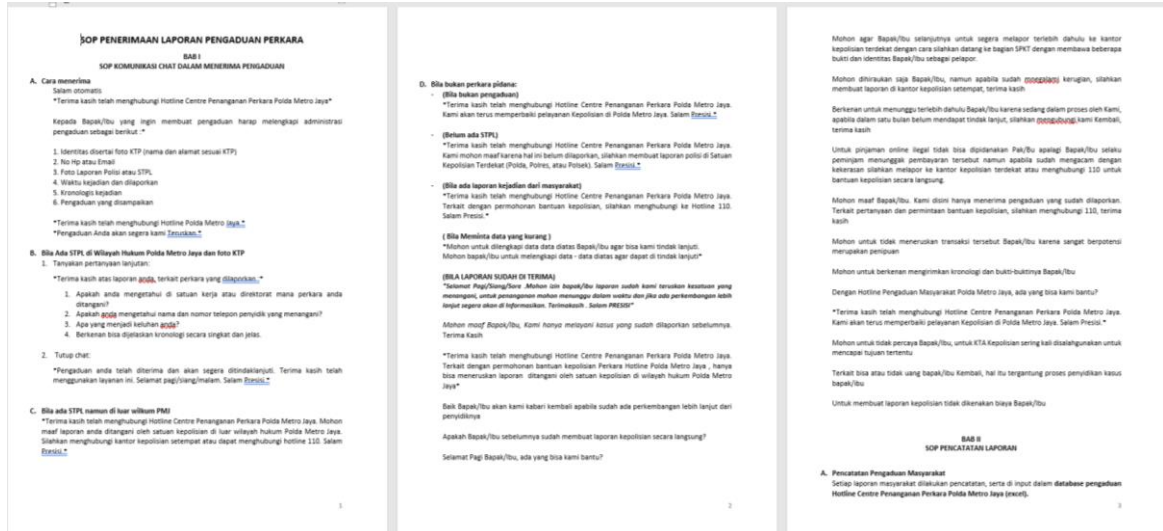 SOP PENERIMAAN LAPORAN PENGADUAN PERKARA
BAB I
SOP KOMUNIKASI CHAT DALAM MENERIMA PENGADUAN
A. Cara menerima
Salam otomatis
*Terima kasih telah menghubungi Hotline Centre Penanganan Perkara Polda Metro Jaya*
Kepada Bapak/Ibu yang ingin membuat pengaduan harap melengkapi administrasi
pengaduan sebagai berikut :*
1. Identitas disertai foto KTP (nama dan alamat sesuai KTP)
2. No Hp atau Email
3. Foto Laporan Polisi atau STPL
4. Waktu kejadian dan dilaporkan
5. Kronologis kejadian
6. Pengaduan yang disampaikan
*Terima kasih telah menghubungi Hotline Polda Metro Jaya.*
*Pengaduan Anda akan segera kami Teruskan.*
B. Bila Ada STPL di Wilayah Hukum Polda Metro Jaya dan foto KTP
1. Tanyakan pertanyaan lanjutan:
*Terima kasih atas laporan anda, terkait perkara yang dilaporkan.,*
1. Apakah anda mengetahui di satuan kerja atau direktorat mana perkara anda
ditangani?
2. Apakah anda mengetahui nama dan nomor telepon penyidik yang menangani?
3. Apa yang menjadi keluhan anda?
4. Berkenan bisa dijelaskan kronologi secara singkat dan jelas.
2. Tutup chat:
*Pengaduan anda telah diterima dan akan segera ditindaklanjuti. Terima kasih telah
menggunakan layanan ini. Selamat pagi/siang/malam. Salam Presisi.*
C. Bila ada STPL namun di luar wilkum PMJ
*Terima kasih telah menghubungi Hotline Centre Penanganan Perkara Polda Metro Jaya. Mohon
maaf laporan anda ditangani oleh satuan kepolisian di luar wilayah hukum Polda Metro Jaya.
Silahkan menghubungi kantor kepolisian setempat atau dapat menghubungi hotline 110. Salam
Presisi.*
1
D. Bila bukan perkara pidana:
- (Bila bukan pengaduan)
*Terima kasih telah menghubungi Hotline Centre Penanganan Perkara Polda Metro Jaya.
Kami akan terus memperbaiki pelayanan Kepolisian di Polda Metro Jaya. Salam Presisi.*
- (Belum ada STPL)
*Terima kasih telah menghubungi Hotline Centre Penanganan Perkara Polda Metro Jaya.
Kami mohon maaf karena hal ini belum dilaporkan, silahkan membuat laporan polisi di Satuan
Kepolisian Terdekat (Polda, Polres, atau Polsek). Salam Presisi.*
- (Bila ada laporan kejadian dari masyarakat)
*Terima kasih telah menghubungi Hotline Centre Penanganan Perkara Polda Metro Jaya.
Terkait dengan permohonan bantuan kepolisian, silahkan menghubungi ke Hotline 110.
Salam Presisi.*
( Bila Meminta data yang kurang )
*Mohon untuk dilengkapi data data diatas Bapak/Ibu agar bisa kami tindak lanjuti.
Mohon bapak/ibu untuk melengkapi data - data diatas agar dapat di tindak lanjuti*
(BILA LAPORAN SUDAH DI TERIMA)
"Selamat Pagi/Siang/Sore .Mohon izin bapak/ibu laporan sudah kami teruskan kesatuan yang
menangani, untuk penanganan mohon menunggu dalam waktu dan jika ada perkembangan lebih
lanjut segera akan di informasikan. Terimakasih . Salam PRESISI"
Mohon maaf Bapak/Ibu, Kami hanya melayani kasus yang sudah dilaporkan sebelumnya.
Terima Kasih
*Terima kasih telah menghubungi Hotline Centre Penanganan Perkara Polda Metro Jaya.
Terkait dengan permohonan bantuan kepolisian Perkara Hotline Polda Metro Jaya , hanya
bisa meneruskan laporan ditangani oleh satuan kepolisian di wilayah hukum Polda Metro
Jaya*
Baik Bapak/Ibu akan kami kabari kembali apabila sudah ada perkembangan lebih lanjut dari
penyidiknya
Apakah Bapak/Ibu sebelumnya sudah membuat laporan kepolisian secara langsung?
Selamat Pagi Bapak/Ibu, ada yang bisa kami bantu?
2
Mohon agar Bapak/Ibu selanjutnya untuk segera melapor terlebih dahulu ke kantor
kepolisian terdekat dengan cara silahkan datang ke bagian SPKT dengan membawa beberapa
bukti dan identitas Bapak/Ibu sebagai pelapor.
Mohon dihiraukan saja Bapak/Ibu, namun apabila sudah mnegalami kerugian, silahkan
membuat laporan di kantor kepolisian setempat, terima kasih
Berkenan untuk menunggu terlebih dahulu Bapak/Ibu karena sedang dalam proses oleh Kami,
apabila dalam satu bulan belum mendapat tindak lanjut, silahkan mengubungi kami Kembali,
terima kasih
Untuk pinjaman online ilegal tidak bisa dipidanakan Pak/Bu apalagi Bapak/Ibu selaku
peminjam menunggak pembayaran tersebut namun apabila sudah mengacam dengan
kekerasan silahkan melapor ke kantor kepolisian terdekat atau menghubungi 110 untuk
bantuan kepolisian secara langsung.
Mohon maaf Bapak/Ibu. Kami disini hanya menerima pengaduan yang sudah dilaporkan.
Terkait pertanyaan dan permintaan bantuan kepolisian, silahkan menghubungi 110, terima
kasih
Mohon untuk tidak meneruskan transaksi tersebut Bapak/Ibu karena sangat berpotensi
merupakan penipuan
Mohon untuk berkenan mengirimkan kronologi dan bukti-buktinya Bapak/Ibu
Dengan Hotline Pengaduan Masyarakat Polda Metro Jaya, ada yang bisa kami bantu?
*Terima kasih telah menghubungi Hotline Centre Penanganan Perkara Polda Metro Jaya.
Kami akan terus memperbaiki pelayanan Kepolisian di Polda Metro Jaya. Salam Presisi.*
Mohon untuk tidak percaya Bapak/Ibu, untuk KTA Kepolisian sering kali disalahgunakan untuk
mencapai tujuan tertentu
Terkait bisa atau tidak uang bapak/Ibu Kembali, hal itu tergantung proses penyidikan kasus
bapak/Ibu
Untuk membuat laporan kepolisian tidak dikenakan biaya Bapak/Ibu
BAB II
SOP PENCATATAN LAPORAN
A. Pencatatan Pengaduan Masyarakat
Setiap laporan masyarakat dilakukan pencatatan, serta di input dalam database pengaduan
Hotline Centre Penanganan Perkara Polda Metro Jaya (excel).
3